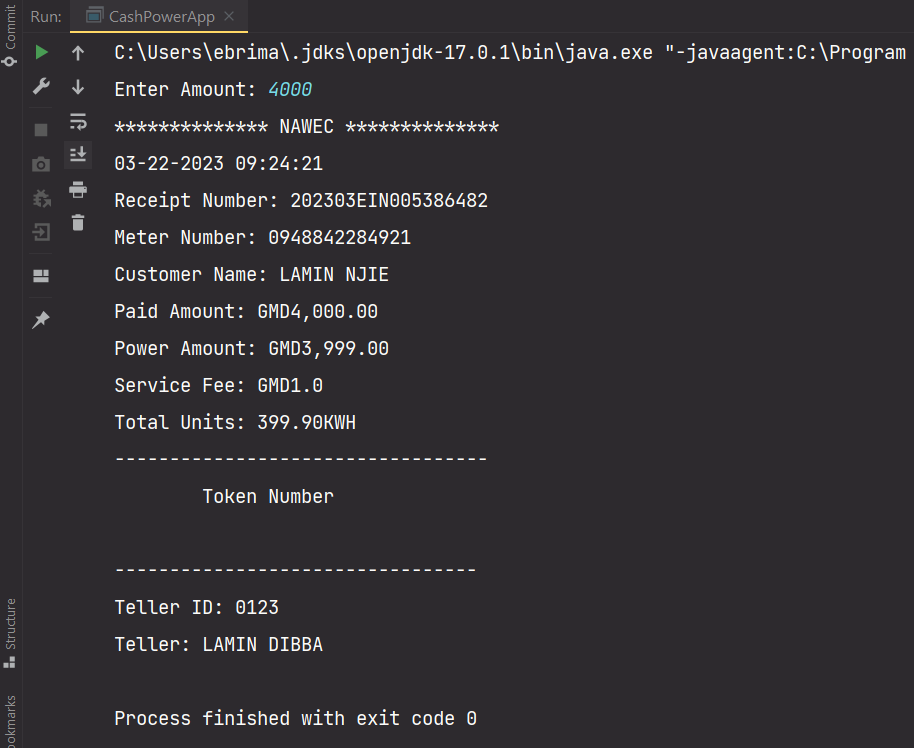 Run: CashPowerApp
C:\Users\ebrima\.jdks\openjdk-17.0.1\bin\java.exe "-javaagent:C:\Program
Enter Amount: 4000
************** NAWEC **************
03-22-2023 09:24:21
Receipt Number: 202303EIN005386482
Meter Number: 0948842284921
Customer Name: LAMIN NJIE
Paid Amount: GMD4,000.00
Power Amount: GMD3,999.00
Service Fee: GMD1.0
Total Units: 399.90KWH
----------------------------------
Token Number
---------------------------------
Teller ID: 0123
Teller: LAMIN DIBBA
Process finished with exit code 0
Commit
Structure
ookmarks